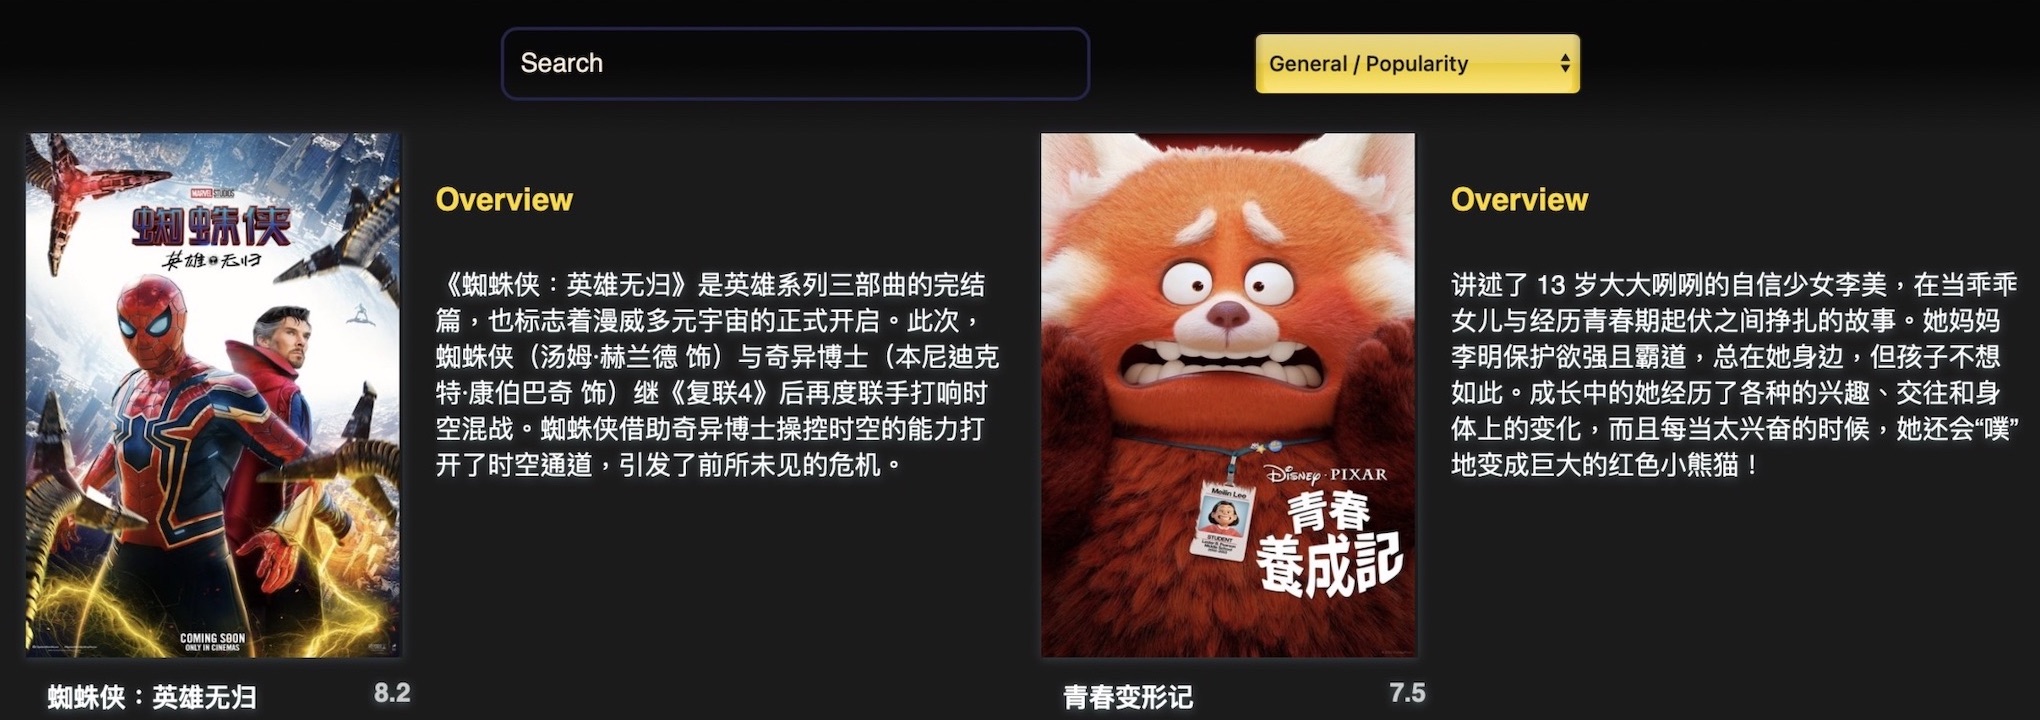 Search
General / Popularity
MARVEL STUDIOS
蜘蛛侠
英雄无归
COMING SOON
ONLY IN CINEMAS
蜘蛛侠：英雄无归
8.2
Overview
《蜘蛛侠：英雄无归》是英雄系列三部曲的完结
篇，也标志着漫威多元宇宙的正式开启。此次，
蜘蛛侠（汤姆·赫兰德 饰）与奇异博士（本尼迪克
特·康伯巴奇 饰）继《复联4》后再度联手打响时
空混战。蜘蛛侠借助奇异博士操控时空的能力打
开了时空通道，引发了前所未见的危机。
Disney · PIXAR
青春
養成記
Meilin Lee
STUDENT
青春变形记
7.5
Overview
讲述了 13 岁大大咧咧的自信少女李美，在当乖乖
女儿与经历青春期起伏之间挣扎的故事。她妈妈
李明保护欲强且霸道，总在她身边，但孩子不想
如此。成长中的她经历了各种的兴趣、交往和身
体上的变化，而且每当太兴奋的时候，她还会“噗”
地变成巨大的红色小熊猫！